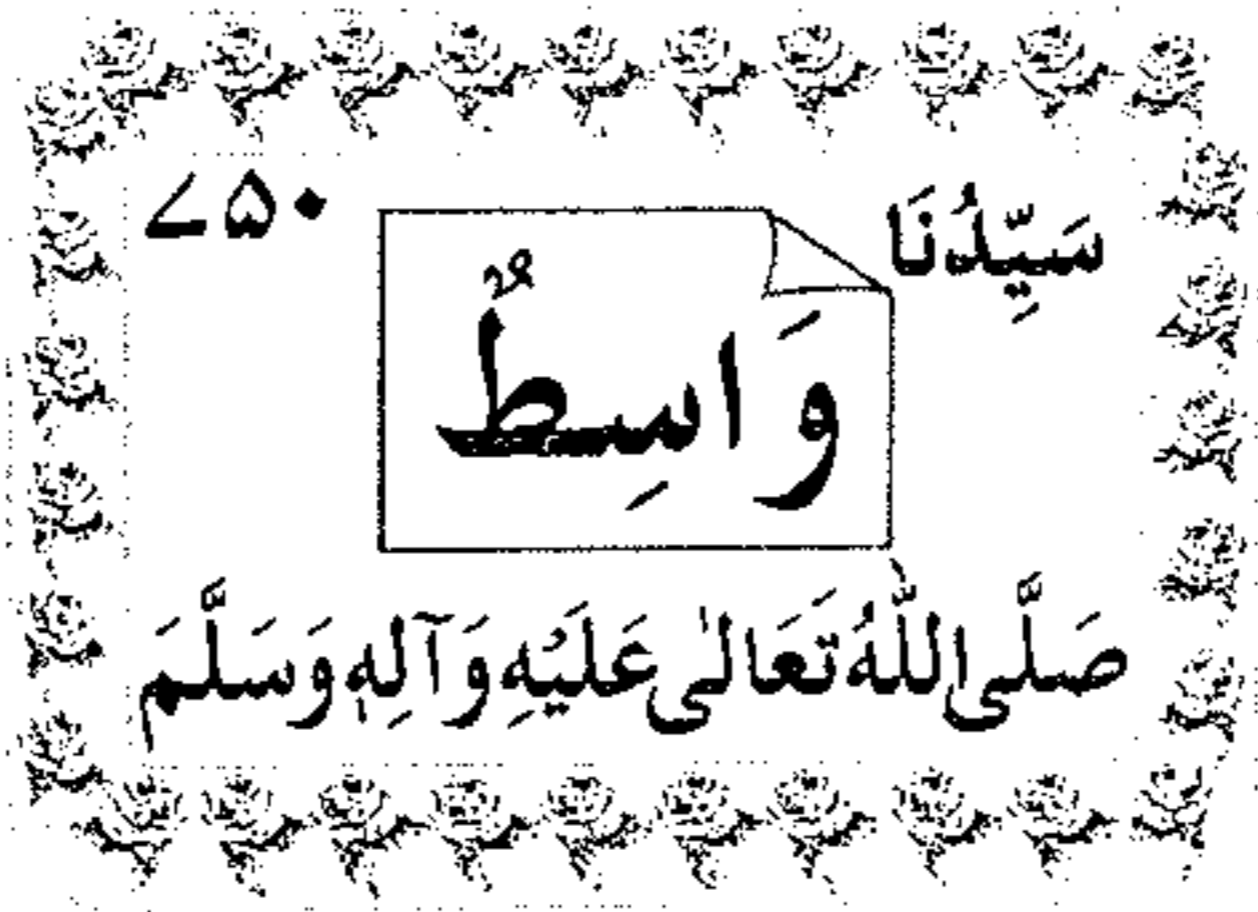 سَيِّدُنَا ۷۵۰
وَاسِطٌ
صَلَّى اللّٰهُ تَعَالٰى عَلَيْهِ وَآلِهٖ وَسَلَّمَ